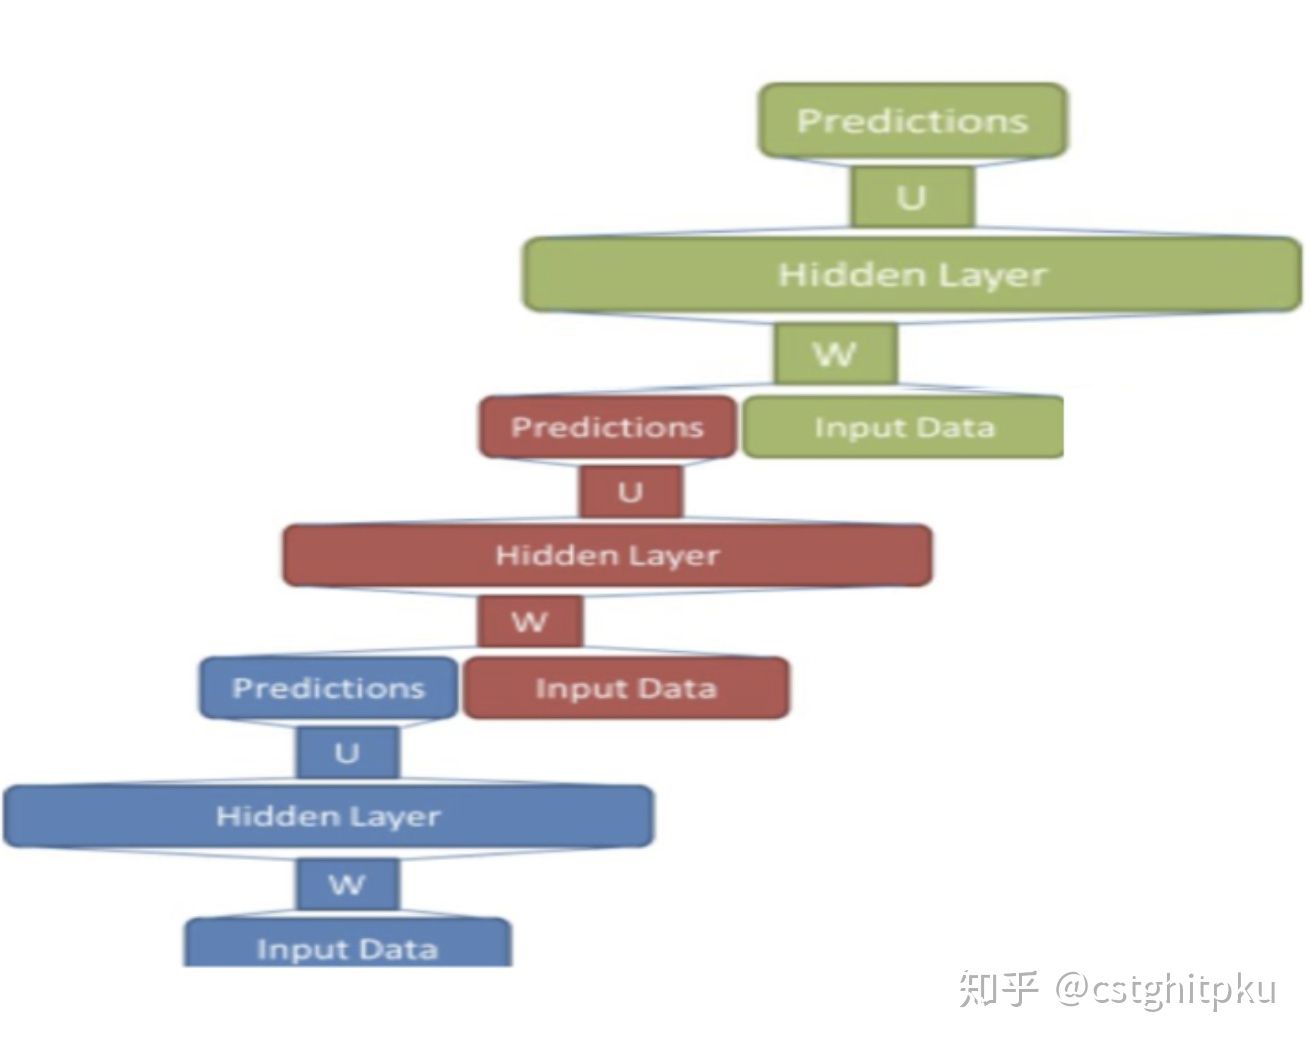 Predictions
U
Hidden Layer
W
Predictions
Input Data
U
Hidden Layer
W
Predictions
Input Data
U
Hidden Layer
W
Input Data
知乎 @cstghitpku